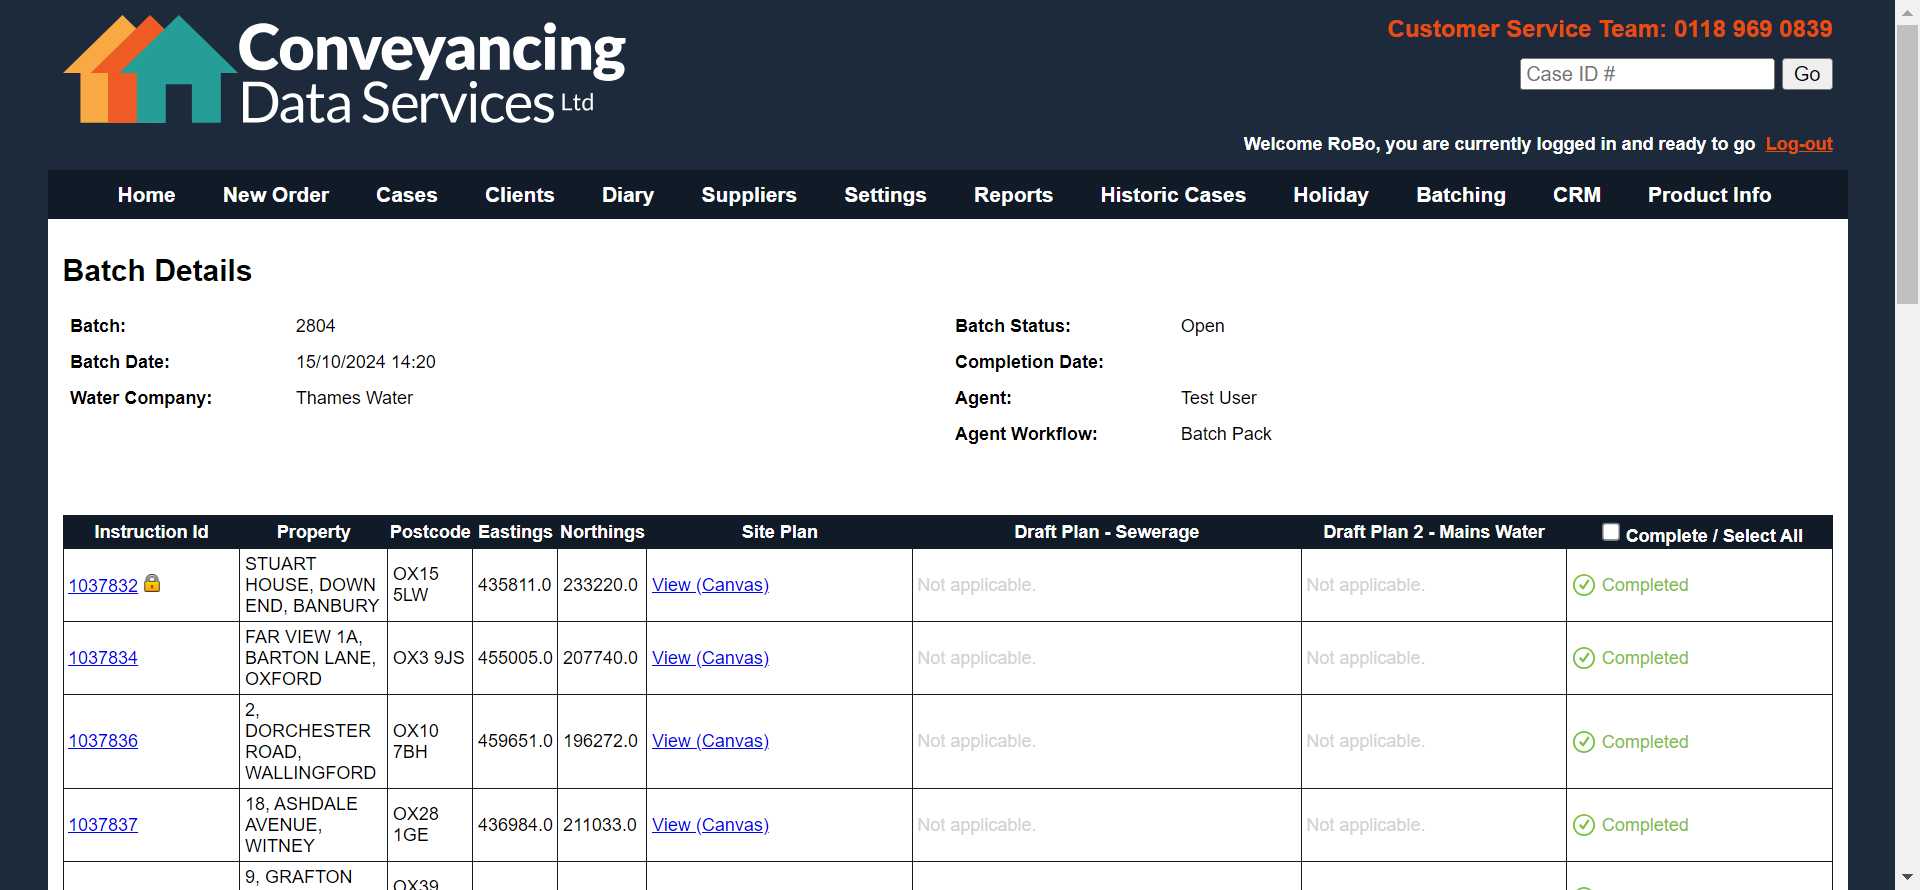 Conveyancing
Data Services Ltd
Customer Service Team: 0118 969 0839
Case ID #
Go
Welcome RoBo, you are currently logged in and ready to go Log-out
Home New Order Cases Clients Diary Suppliers Settings Reports Historic Cases Holiday Batching CRM Product Info
Batch Details
Batch: 2804 Batch Status: Open
Batch Date: 15/10/2024 14:20 Completion Date:
Water Company: Thames Water Agent: Test User
Agent Workflow: Batch Pack
Instruction Id Property Postcode Eastings Northings Site Plan Draft Plan - Sewerage Draft Plan 2 - Mains Water Complete / Select All
1037832
STUART
HOUSE, DOWN
END, BANBURY
OX15
5LW
435811.0 233220.0 View (Canvas) Not applicable. Not applicable. Completed
1037834
FAR VIEW 1A,
BARTON LANE,
OXFORD
OX3 9JS 455005.0 207740.0 View (Canvas) Not applicable. Not applicable. Completed
1037836
2,
DORCHESTER
ROAD,
WALLINGFORD
OX10
7BH
459651.0 196272.0 View (Canvas) Not applicable. Not applicable. Completed
1037837
18, ASHDALE
AVENUE,
WITNEY
OX28
1GE
436984.0 211033.0 View (Canvas) Not applicable. Not applicable. Completed
9, GRAFTON
OX39